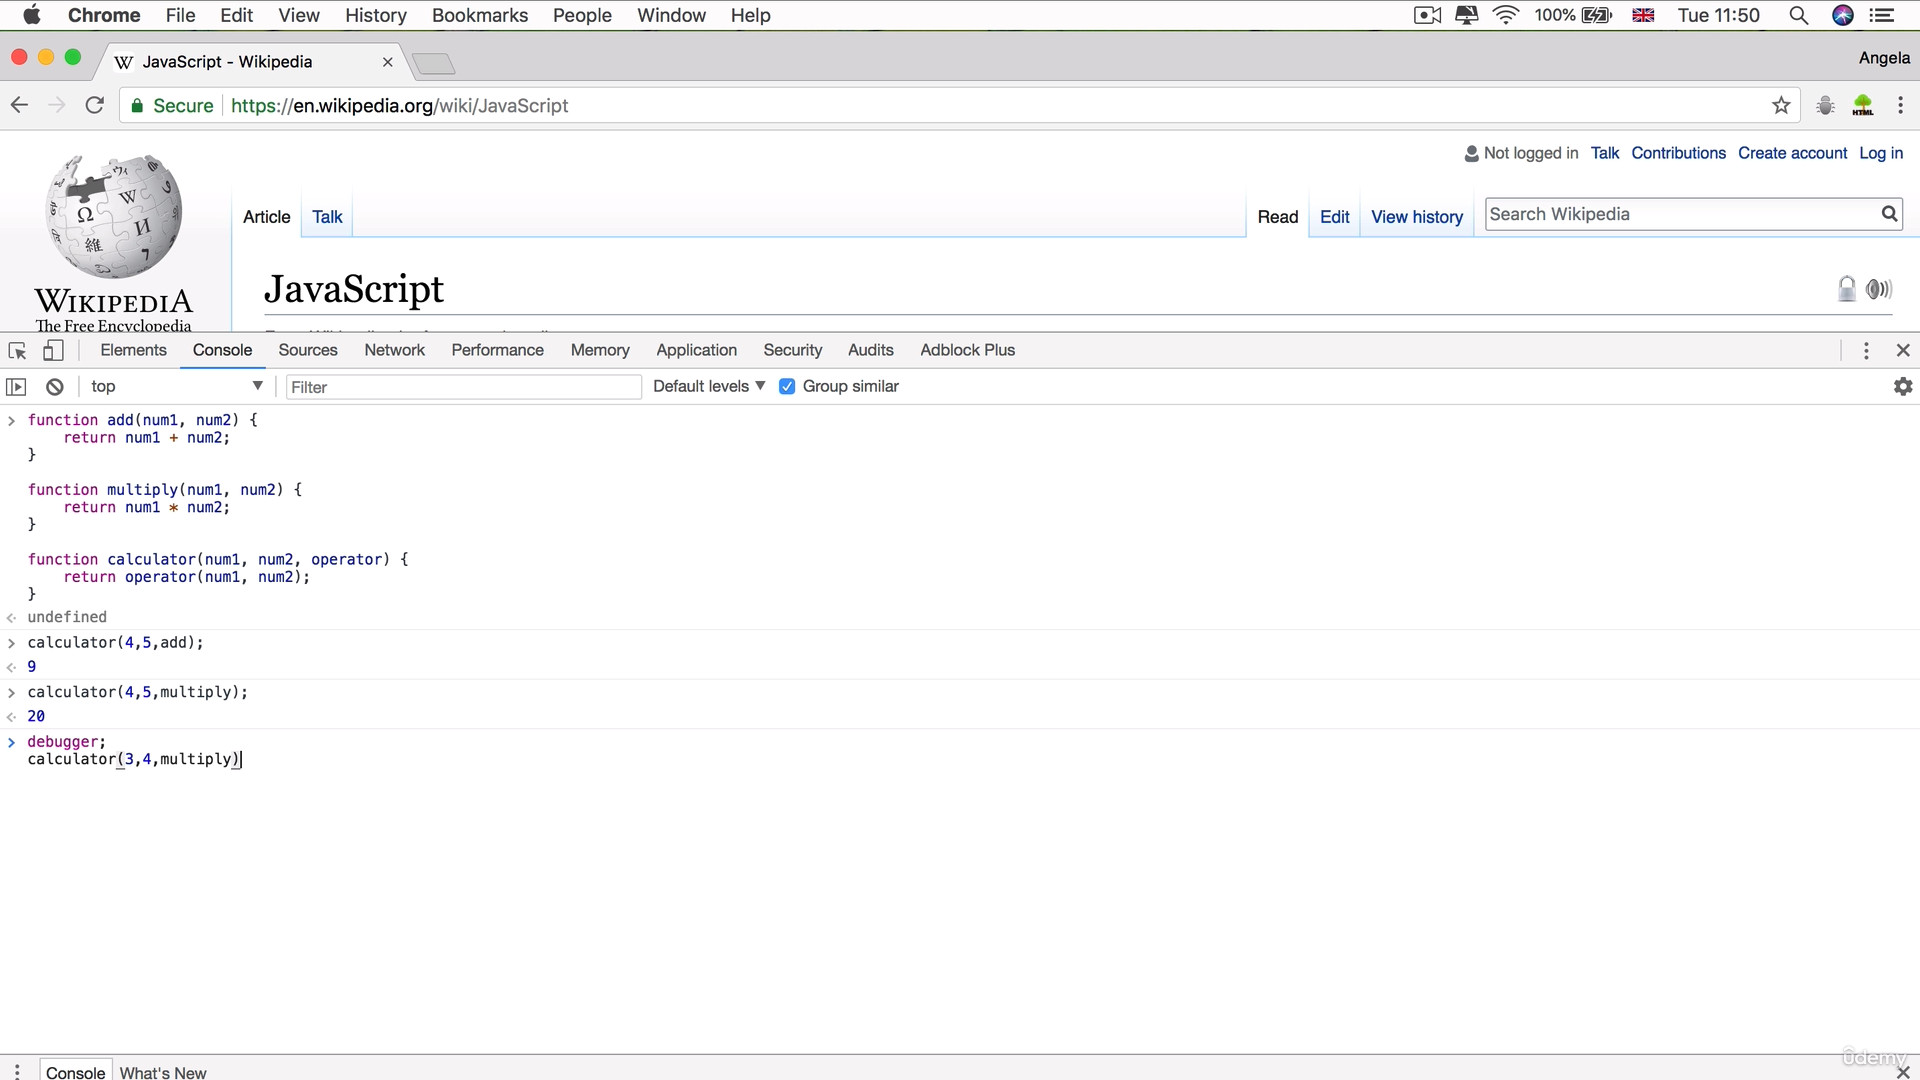 Chrome File Edit View History Bookmarks People Window Help 100% Tue 11:50
JavaScript - Wikipedia Angela
Secure https://en.wikipedia.org/wiki/JavaScript HTML
Not logged in Talk Contributions Create account Log in
Article Talk Read Edit View history Search Wikipedia
WIKIPEDIA
The Free Encyclopedia
JavaScript
Elements Console Sources Network Performance Memory Application Security Audits Adblock Plus
top Filter Default levels Group similar
function add(num1, num2) {
return num1 + num2;
}
function multiply(num1, num2) {
return num1 * num2;
}
function calculator(num1, num2, operator) {
return operator(num1, num2);
}
undefined
calculator(4,5,add);
9
calculator(4,5,multiply);
20
debugger;
calculator(3,4,multiply)
Console What's New
ûdemy